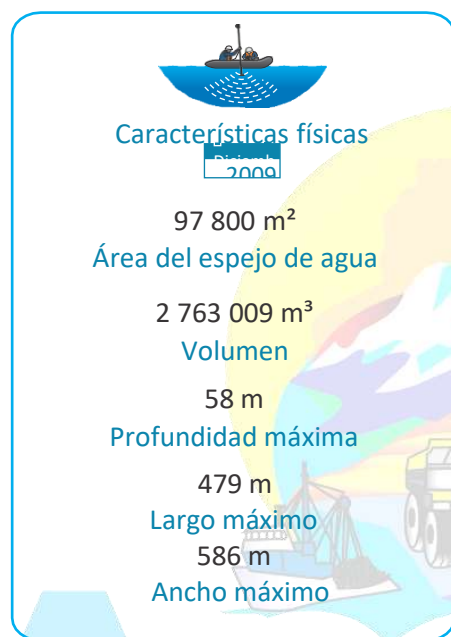 Características físicas
2009
97 800 m²
Área del espejo de agua
2 763 009 m³
Volumen
58 m
Profundidad máxima
479 m
Largo máximo
586 m
Ancho máximo